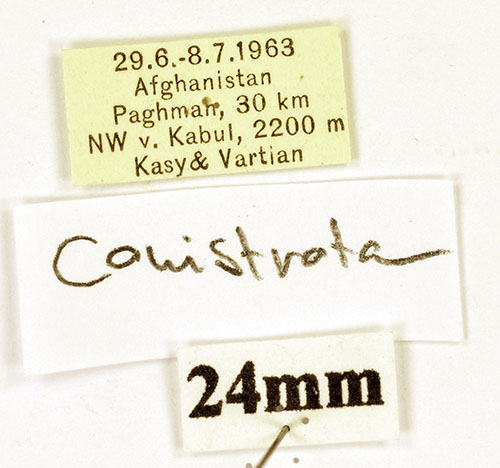 29.6.-8.7.1963
Afghanistan
Paghman, 30 km
NW v. Kabul, 2200 m
Kasy & Vartian
Conistrota
24mm